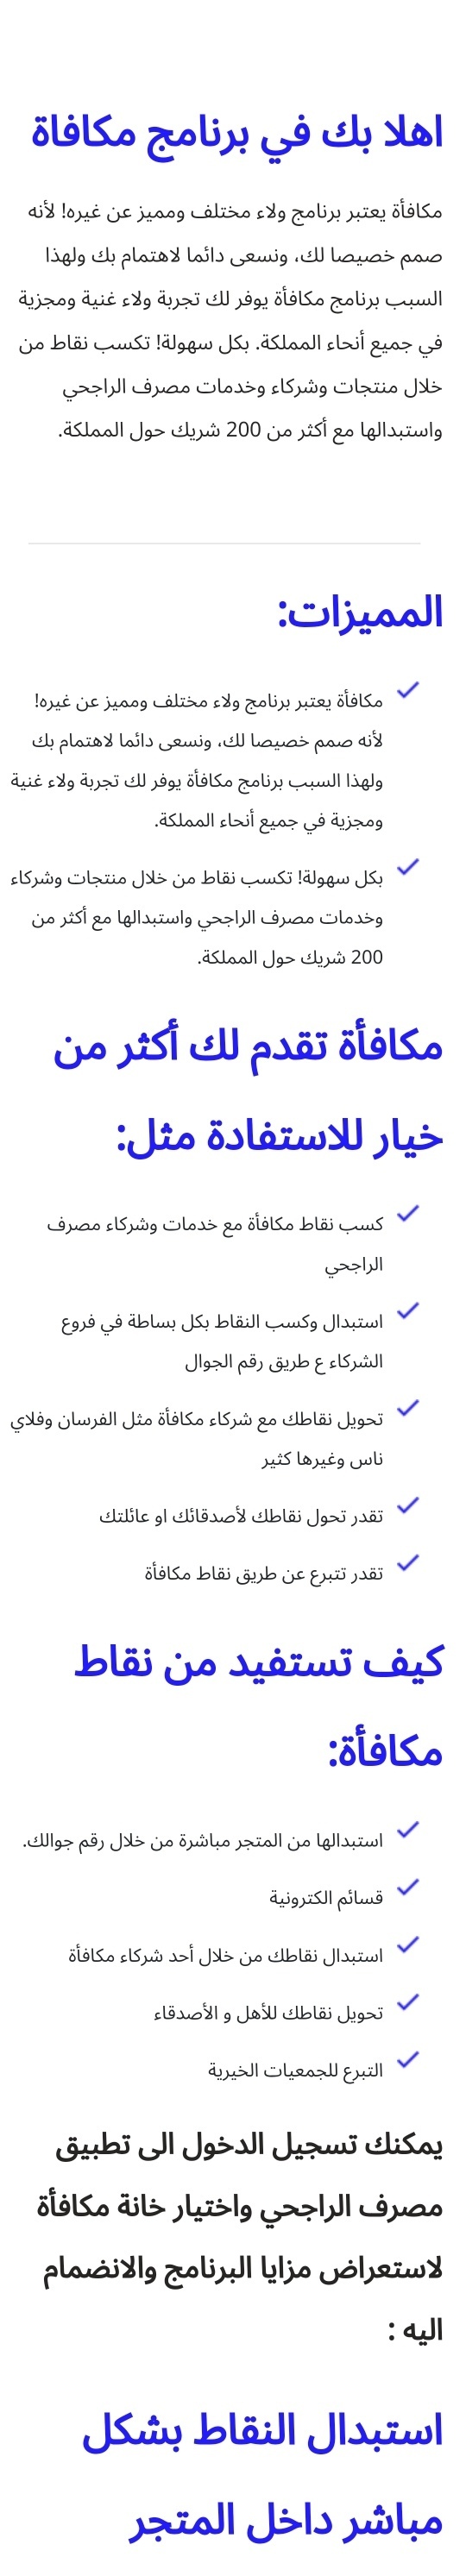 اهلا بك في برنامج مكافاة
مكافأة يعتبر برنامج ولاء مختلف ومميز عن غيره! لأنه
صمم خصيصا لك، ونسعى دائما لاهتمام بك ولهذا
السبب برنامج مكافأة يوفر لك تجربة ولاء غنية ومجزية
في جميع أنحاء المملكة. بكل سهولة! تكسب نقاط من
خلال منتجات وشركاء وخدمات مصرف الراجحي
واستبدالها مع أكثر من 200 شريك حول المملكة.
المميزات:
مكافأة يعتبر برنامج ولاء مختلف ومميز عن غيره!
لأنه صمم خصيصا لك، ونسعى دائما لاهتمام بك
ولهذا السبب برنامج مكافأة يوفر لك تجربة ولاء غنية
ومجزية في جميع أنحاء المملكة.
بكل سهولة! تكسب نقاط من خلال منتجات وشركاء
وخدمات مصرف الراجحي واستبدالها مع أكثر من
200 شريك حول المملكة.
مكافأة تقدم لك أكثر من
خيار للاستفادة مثل:
كسب نقاط مكافأة مع خدمات وشركاء مصرف
الراجحي
استبدال وكسب النقاط بكل بساطة في فروع
الشركاء ع طريق رقم الجوال
تحويل نقاطك مع شركاء مكافأة مثل الفرسان وفلاي
ناس وغيرها كثير
تقدر تحول نقاطك لأصدقائك او عائلتك
تقدر تتبرع عن طريق نقاط مكافأة
كيف تستفيد من نقاط
مكافأة:
استبدالها من المتجر مباشرة من خلال رقم جوالك.
قسائم الكترونية
استبدال نقاطك من خلال أحد شركاء مكافأة
تحويل نقاطك للأهل و الأصدقاء
التبرع للجمعيات الخيرية
يمكنك تسجيل الدخول الى تطبيق
مصرف الراجحي واختيار خانة مكافأة
لاستعراض مزايا البرنامج والانضمام
اليه :
استبدال النقاط بشكل
مباشر داخل المتجر